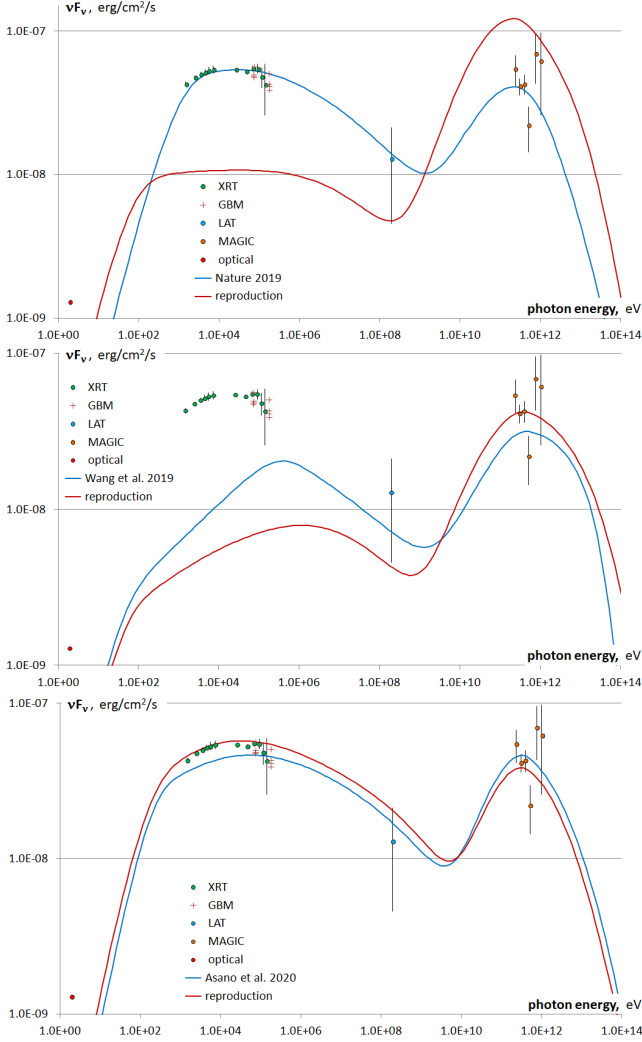 νFν, erg/cm²/s
1.0E-07
1.0E-08
XRT
GBM
LAT
MAGIC
optical
Nature 2019
reproduction
photon energy, eV
1.0E-09
1.0E+00 1.0E+02 1.0E+04 1.0E+06 1.0E+08 1.0E+10 1.0E+12 1.0E+14
νFν, erg/cm²/s
1.0E-07
XRT
GBM
LAT
MAGIC
optical
Wang et al. 2019
reproduction
1.0E-08
photon energy, eV
1.0E-09
1.0E+00 1.0E+02 1.0E+04 1.0E+06 1.0E+08 1.0E+10 1.0E+12 1.0E+14
νFν, erg/cm²/s
1.0E-07
1.0E-08
XRT
GBM
LAT
MAGIC
optical
Asano et al. 2020
reproduction
photon energy, eV
1.0E-09
1.0E+00 1.0E+02 1.0E+04 1.0E+06 1.0E+08 1.0E+10 1.0E+12 1.0E+14